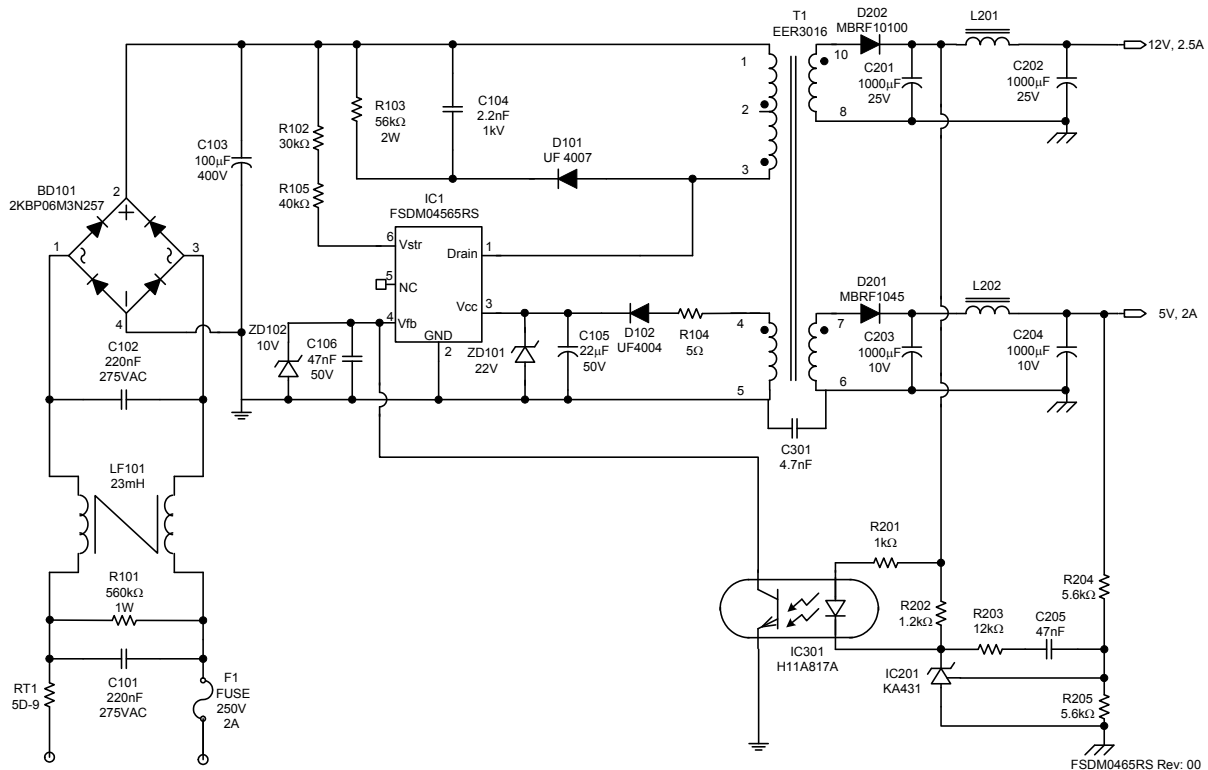 T1
EER3016
D202
MBRF10100
L201
12V, 2.5A
1
10
C201
1000µF
25V
C202
1000µF
25V
R103
56kΩ
2W
C104
2.2nF
1kV
2
8
R102
30kΩ
C103
100µF
400V
D101
UF 4007
3
BD101
2KBP06M3N257
2
R105
40kΩ
IC1
FSDM04565RS
1
3
6
Vstr
Drain
1
5
NC
4
Vfb
Vcc
3
GND
2
D201
MBRF1045
L202
5V, 2A
4
ZD102
10V
C106
47nF
50V
ZD101
22V
C105
22µF
50V
D102
UF4004
R104
5Ω
4
7
C203
1000µF
10V
C204
1000µF
10V
C102
220nF
275VAC
5
6
C301
4.7nF
LF101
23mH
R201
1kΩ
R101
560kΩ
1W
R202
1.2kΩ
R203
12kΩ
C205
47nF
R204
5.6kΩ
IC301
H11A817A
IC201
KA431
RT1
5D-9
C101
220nF
275VAC
F1
FUSE
250V
2A
R205
5.6kΩ
FSDM0465RS Rev: 00